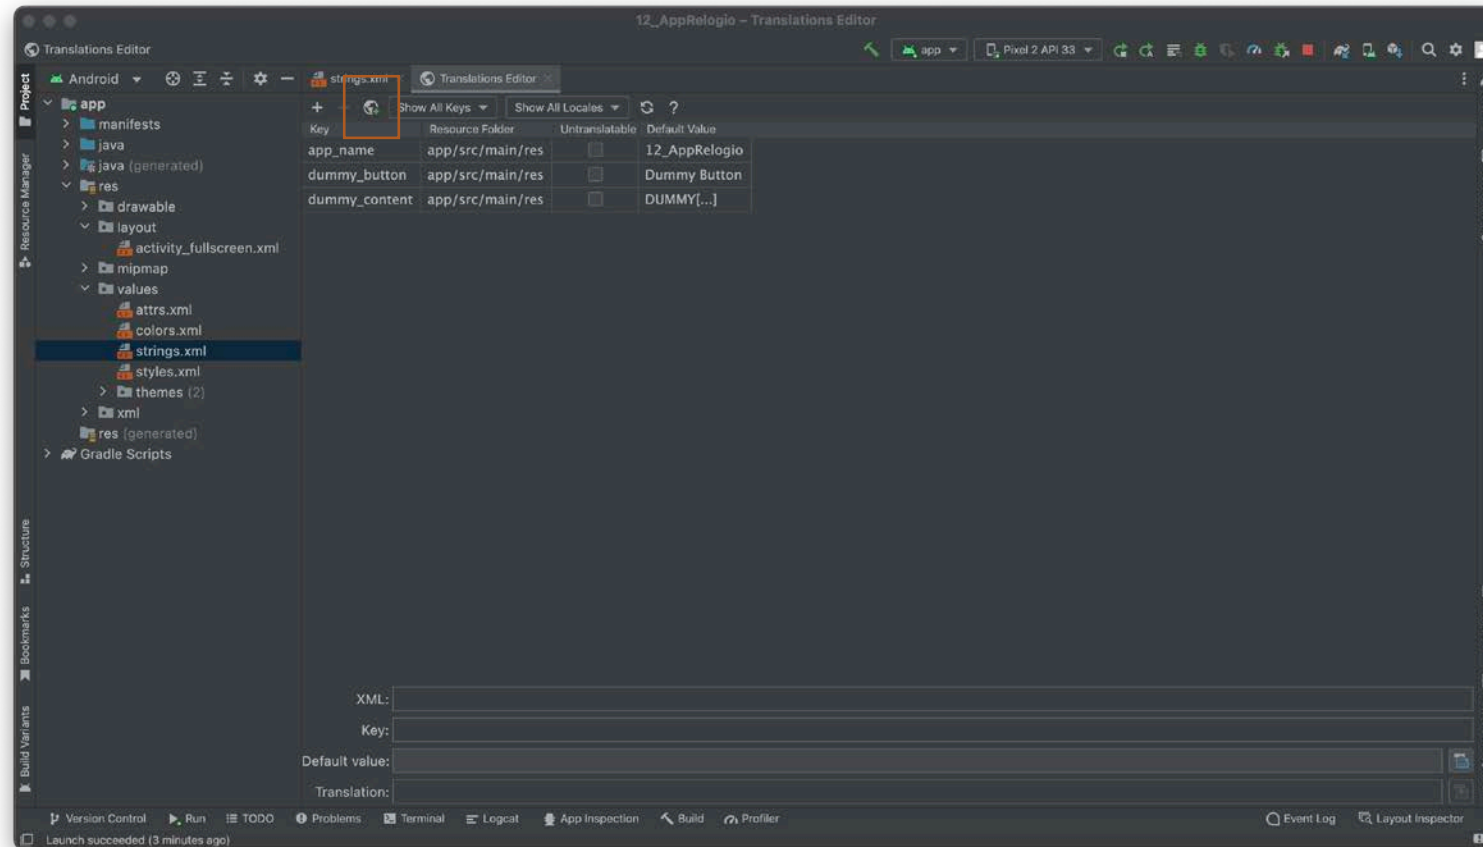 12_AppRelogio – Translations Editor
Translations Editor
app
Pixel 2 API 33
Project
Resource Manager
Structure
Bookmarks
Build Variants
Android
app
manifests
java
java (generated)
res
drawable
layout
activity_fullscreen.xml
mipmap
values
attrs.xml
colors.xml
strings.xml
styles.xml
themes (2)
xml
res (generated)
Gradle Scripts
strings.xml
Translations Editor
Show All Keys
Show All Locales
?
Key Resource Folder Untranslatable Default Value
app_name app/src/main/res 12_AppRelogio
dummy_button app/src/main/res Dummy Button
dummy_content app/src/main/res DUMMY[...]
XML:
Key:
Default value:
Translation:
Version Control Run TODO Problems Terminal Logcat App Inspection Build Profiler Event Log Layout Inspector
Launch succeeded (3 minutes ago)